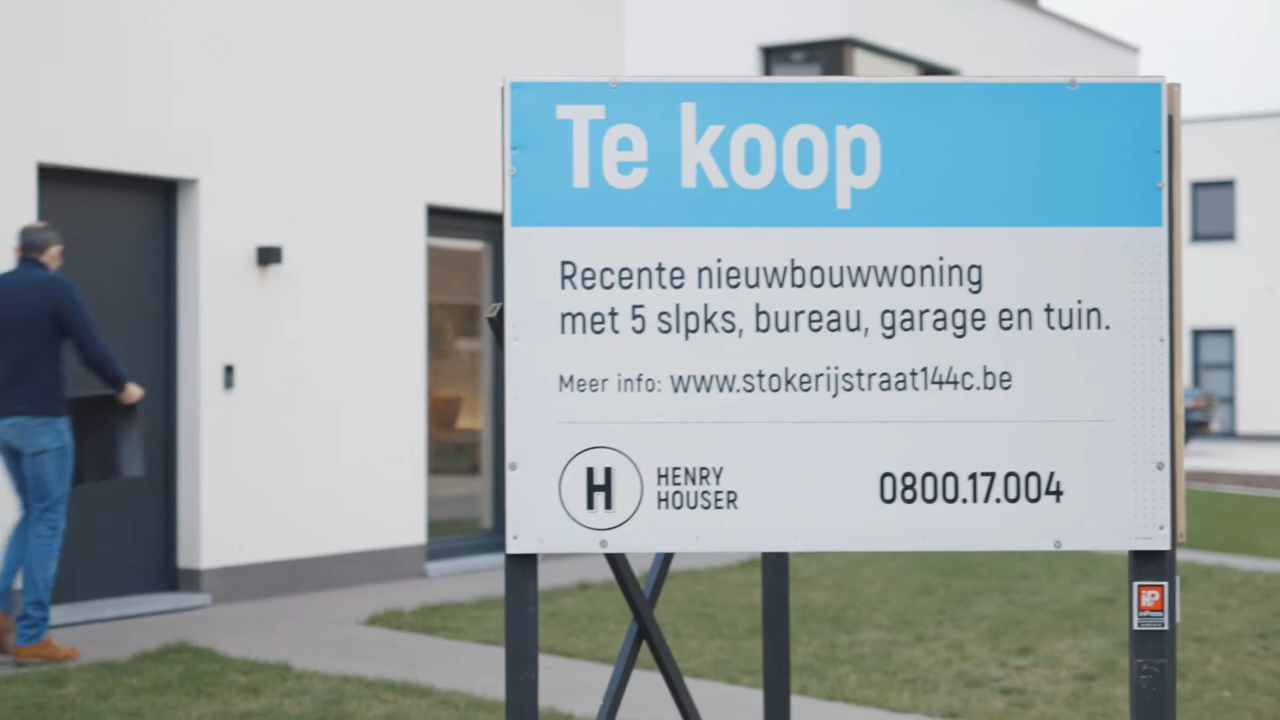 Te koop
Recente nieuwbouwwoning
met 5 slpks, bureau, garage en tuin.
Meer info: www.stokerijstraat144c.be
H
HENRY
HOUSER
0800.17.004
iP